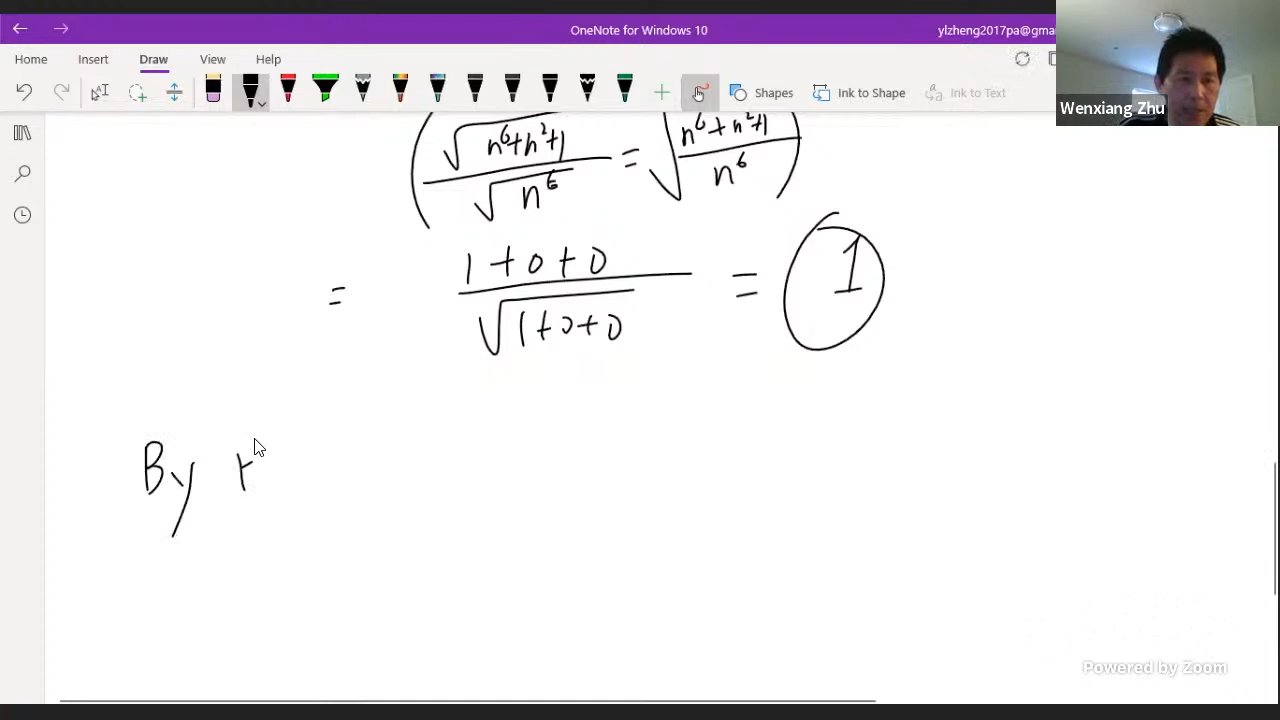 OneNote for Windows 10
ylzheng2017pa@gma
Home Insert Draw View Help
Shapes Ink to Shape Ink to Text
Wenxiang Zhu
( √(n⁶+n²+1) / √(n⁶) = √((n⁶+n²+1) / n⁶) )
= (1+0+0) / √(1+0+0) = 1
By
Powered by Zoom